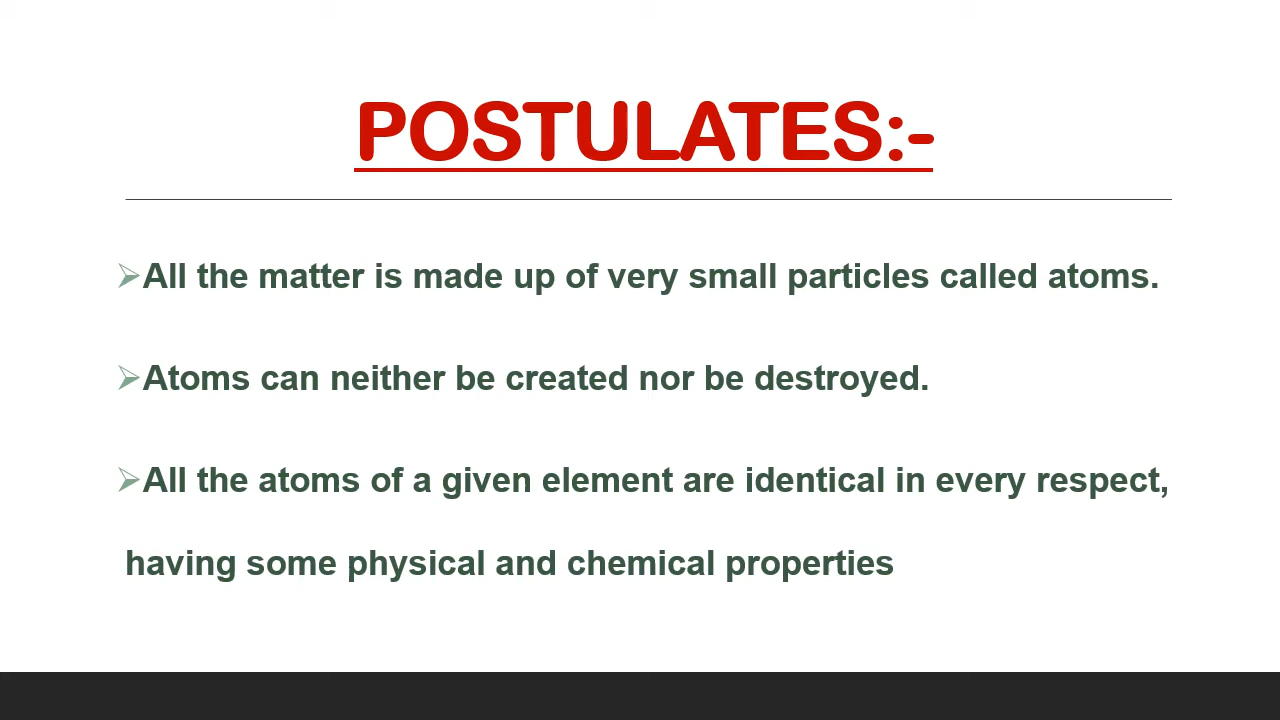 POSTULATES:-
➢All the matter is made up of very small particles called atoms.
➢Atoms can neither be created nor be destroyed.
➢All the atoms of a given element are identical in every respect,
having some physical and chemical properties